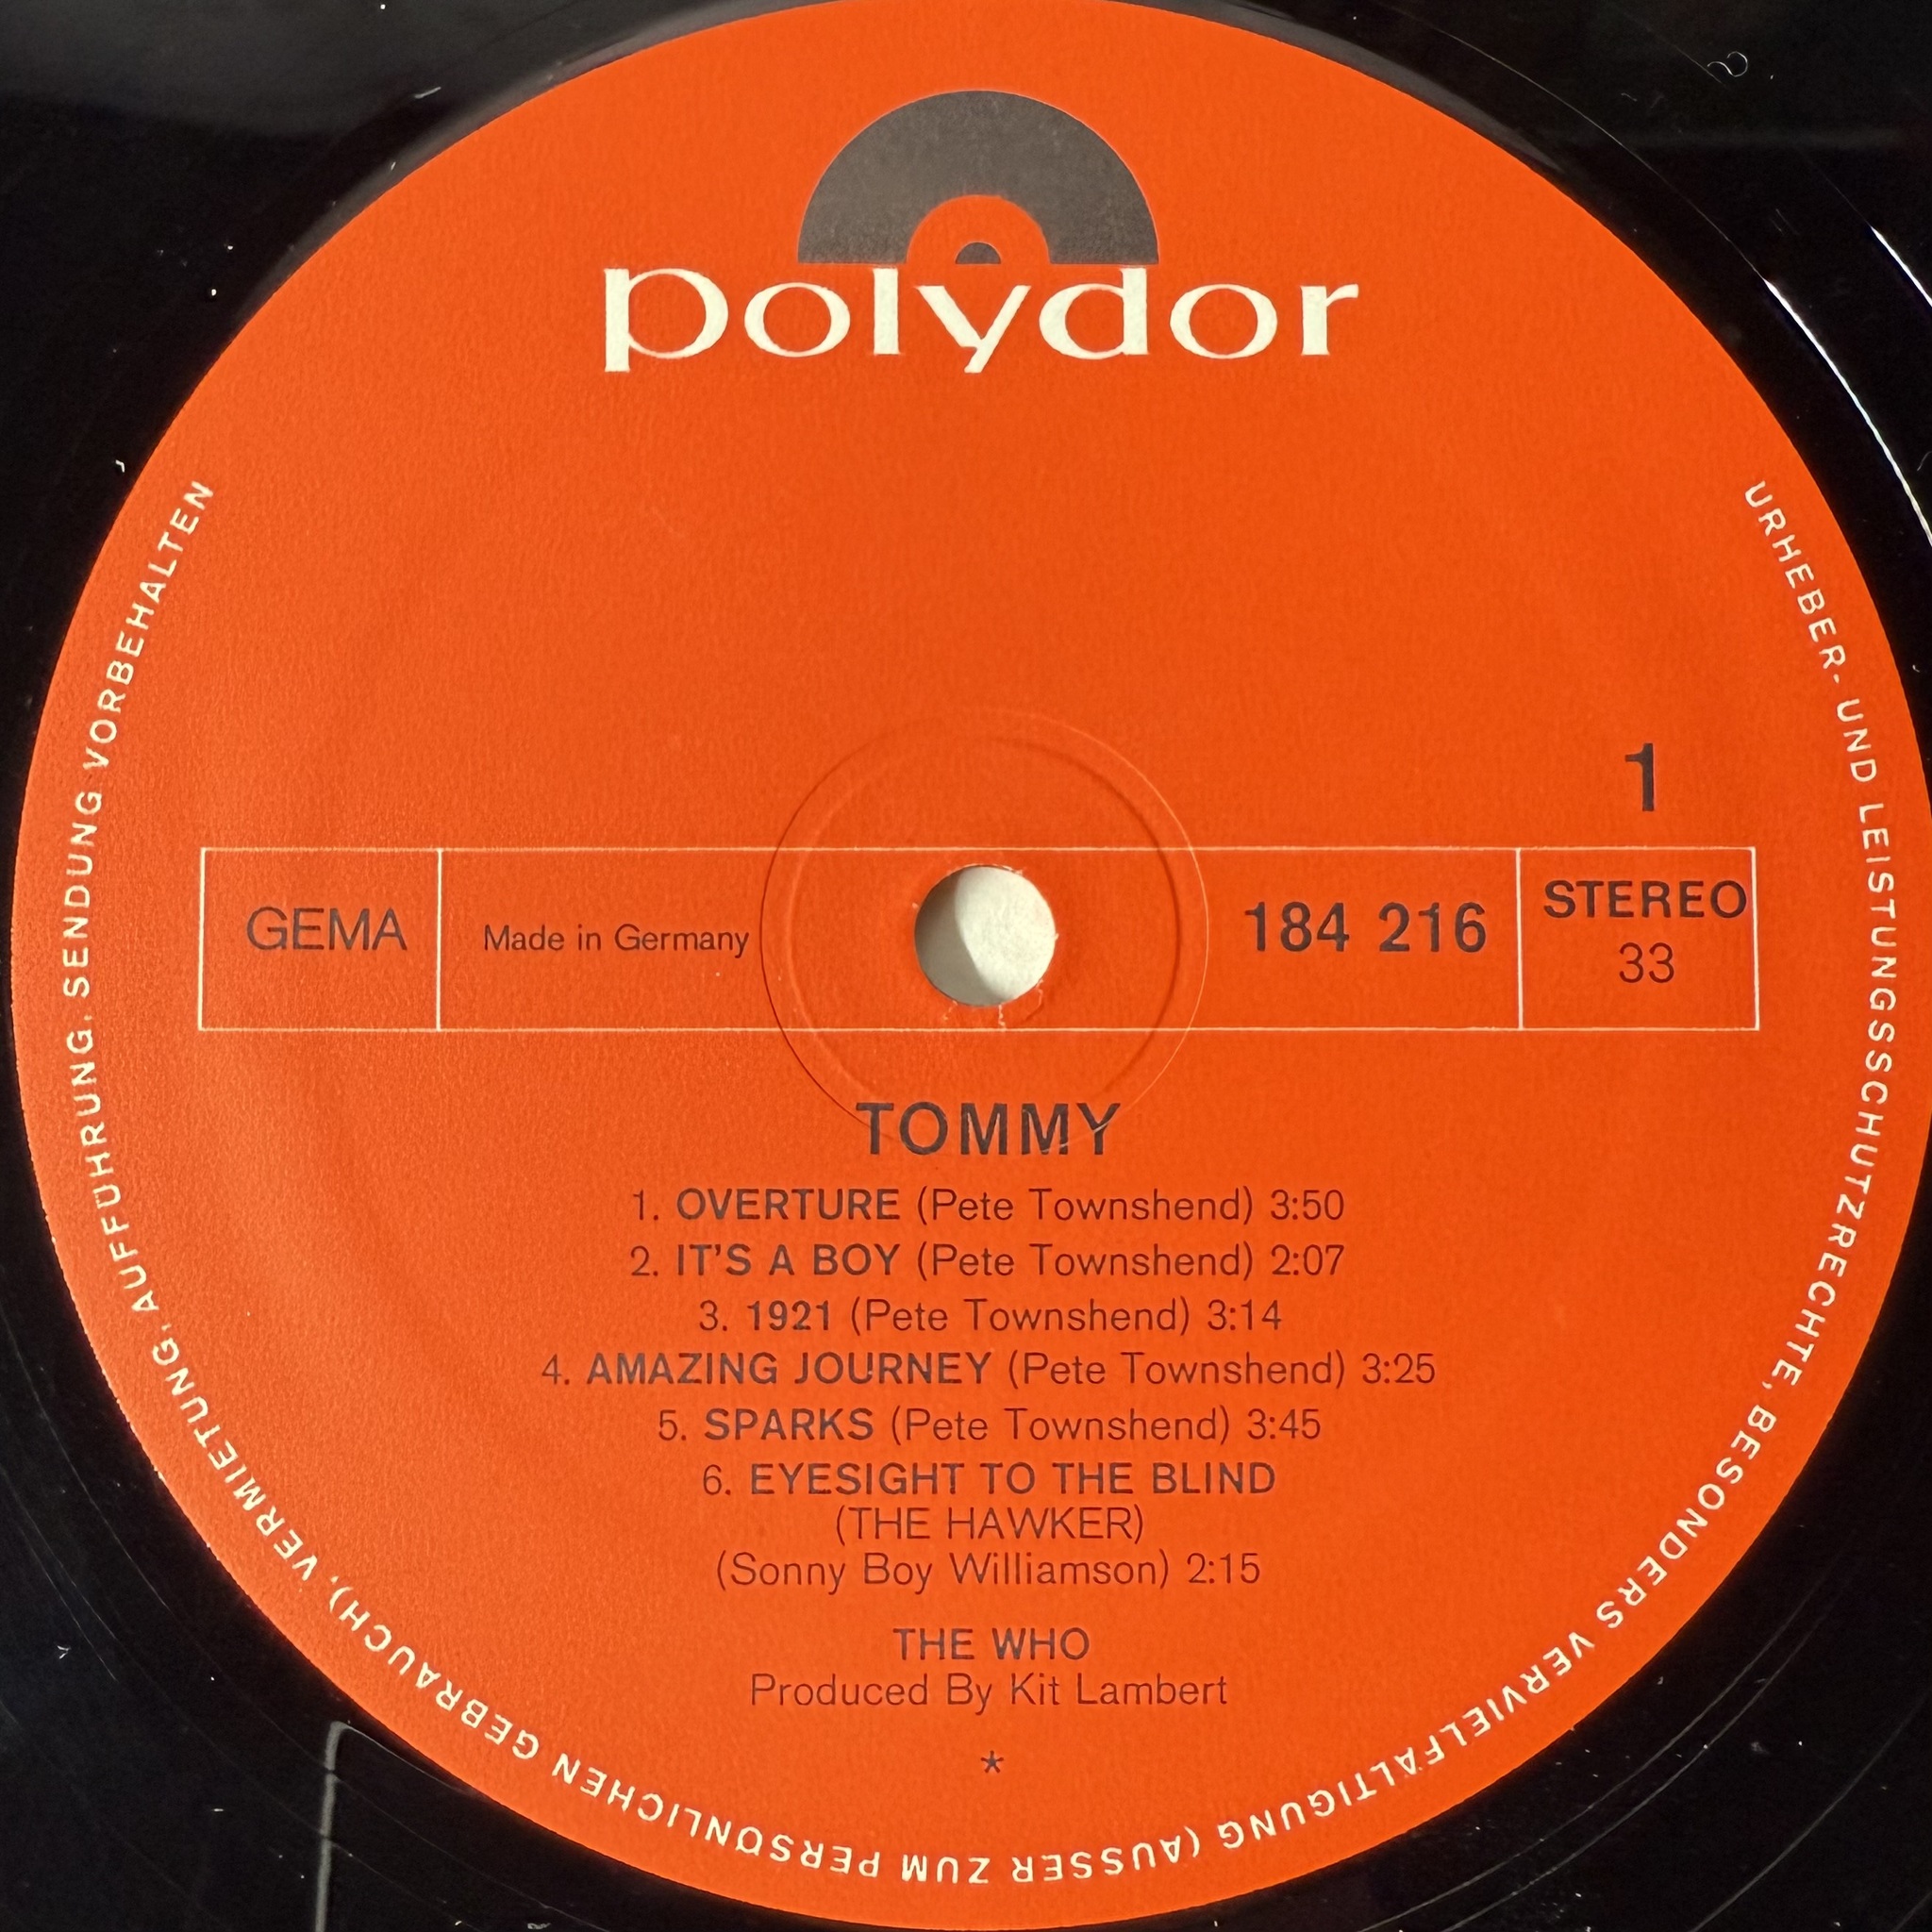 polydor
1
GEMA
Made in Germany
184 216
STEREO
33
TOMMY
1. OVERTURE (Pete Townshend) 3:50
2. IT'S A BOY (Pete Townshend) 2:07
3. 1921 (Pete Townshend) 3:14
4. AMAZING JOURNEY (Pete Townshend) 3:25
5. SPARKS (Pete Townshend) 3:45
6. EYESIGHT TO THE BLIND
(THE HAWKER)
(Sonny Boy Williamson) 2:15
THE WHO
Produced By Kit Lambert
*
URHEBER- UND LEISTUNGSSCHUTZRECHTE, BESONDERS VERVIELFÄLTIGUNG (AUSSER ZUM PERSÖNLICHEN GEBRAUCH), VERMIETUNG, AUFFÜHRUNG, SENDUNG VORBEHALTEN